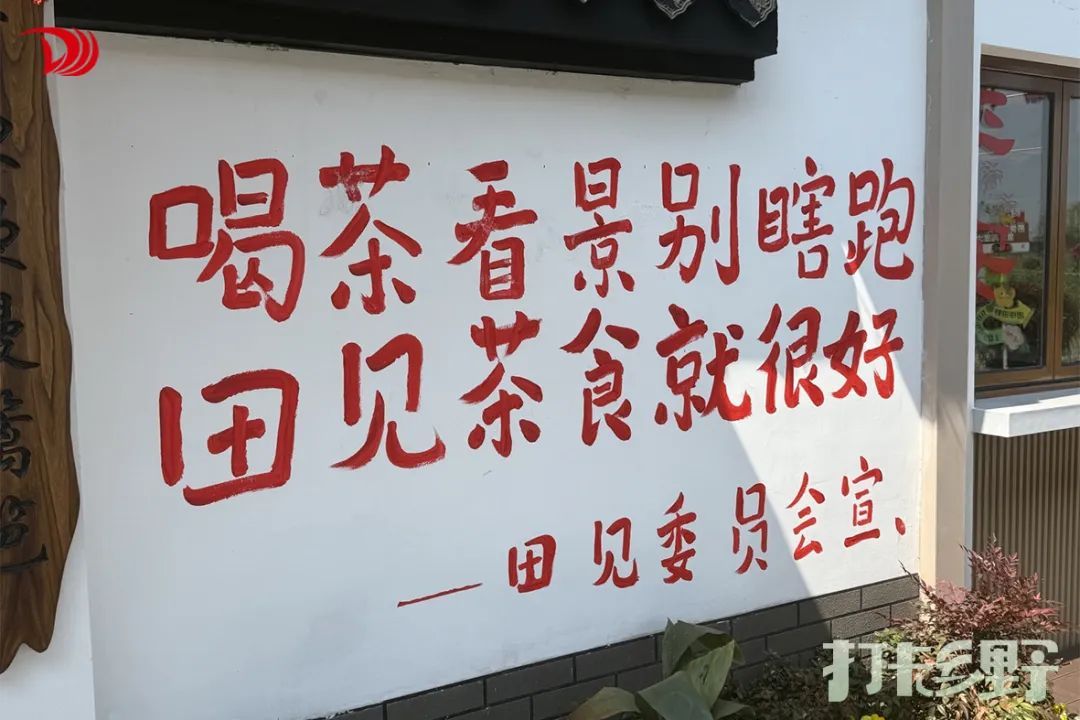 喝茶看景别瞎跑
田见茶食就很好
——田见委员会宣、
打卡乡野